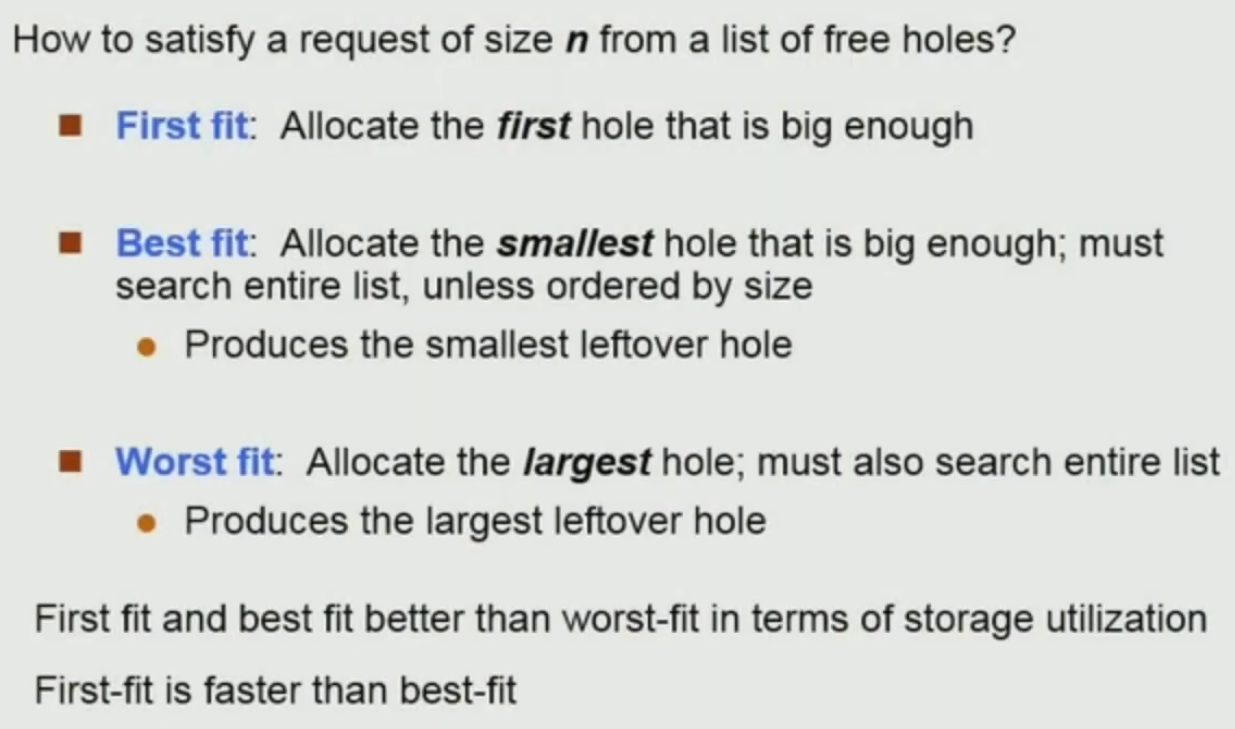 How to satisfy a request of size n from a list of free holes?
First fit: Allocate the first hole that is big enough
Best fit: Allocate the smallest hole that is big enough; must
search entire list, unless ordered by size
Produces the smallest leftover hole
Worst fit: Allocate the largest hole; must also search entire list
Produces the largest leftover hole
First fit and best fit better than worst-fit in terms of storage utilization
First-fit is faster than best-fit